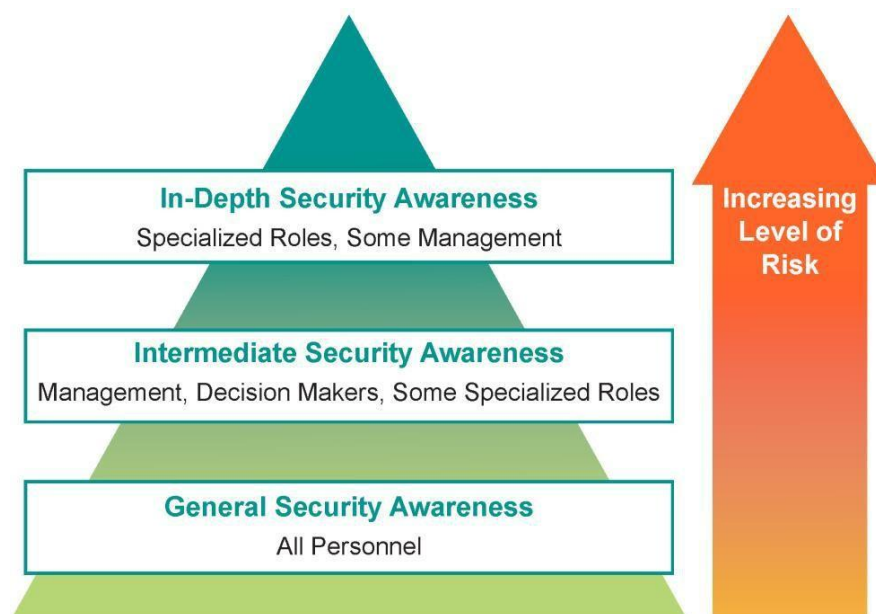 In-Depth Security Awareness
Specialized Roles, Some Management
Increasing
Level of
Risk
Intermediate Security Awareness
Management, Decision Makers, Some Specialized Roles
General Security Awareness
All Personnel